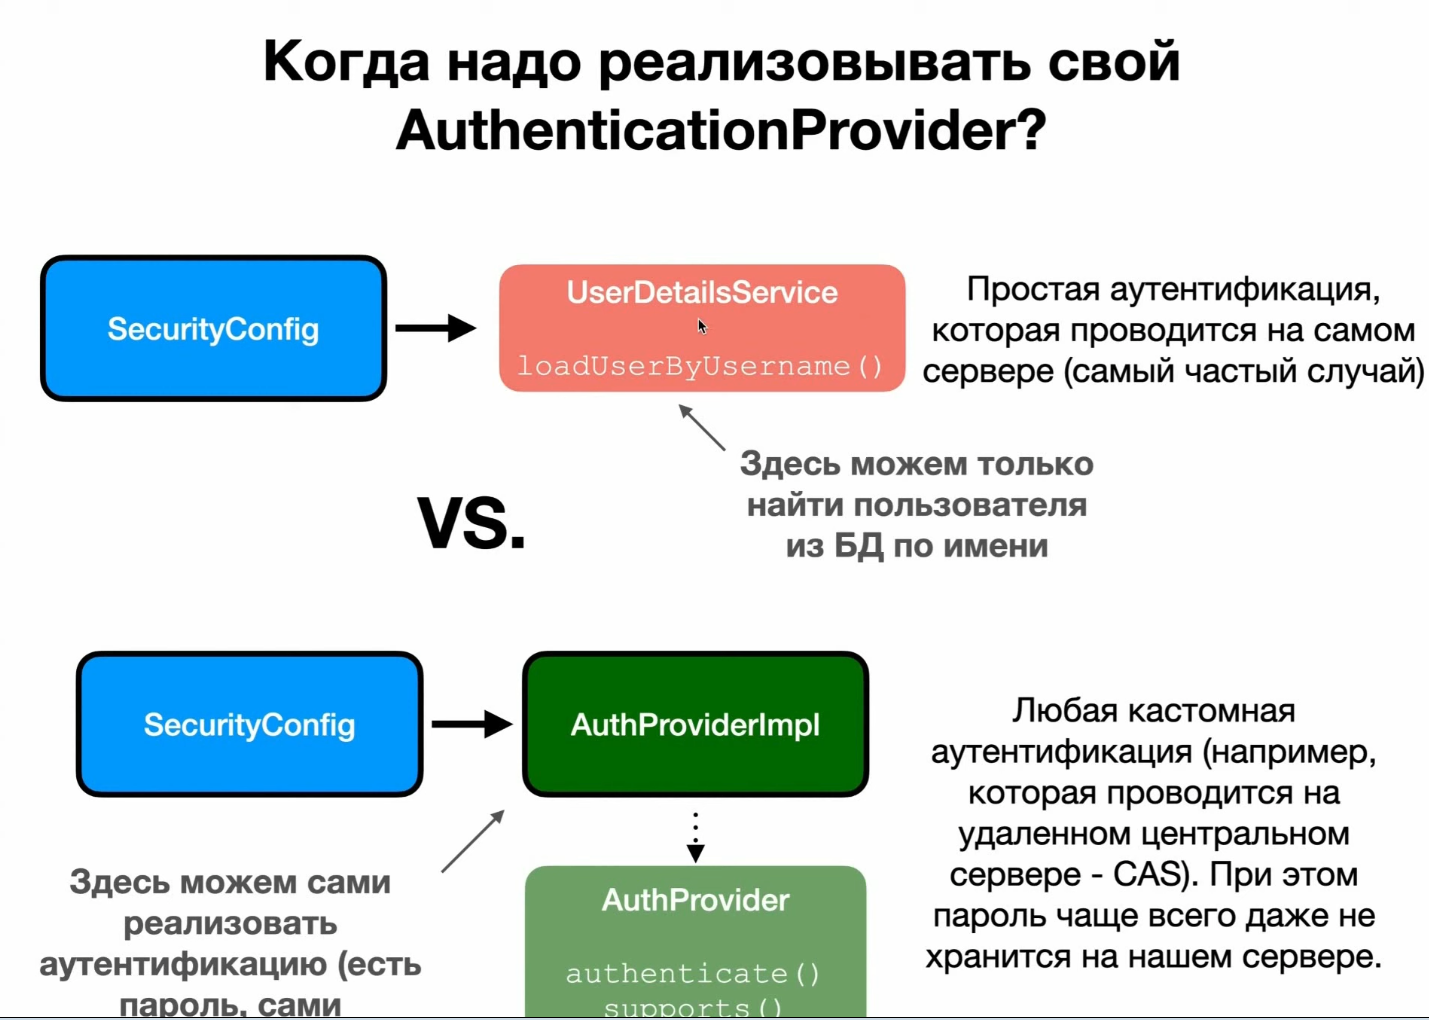 Когда надо реализовывать свой
AuthenticationProvider?
SecurityConfig
UserDetailsService
loadUserByUsername()
Простая аутентификация,
которая проводится на самом
сервере (самый частый случай)
Здесь можем только
найти пользователя
из БД по имени
VS.
SecurityConfig
AuthProviderImpl
Любая кастомная
аутентификация (например,
которая проводится на
удаленном центральном
сервере - CAS). При этом
пароль чаще всего даже не
хранится на нашем сервере.
Здесь можем сами
реализовать
аутентификацию (есть
пароль, сами
AuthProvider
authenticate()
supports()